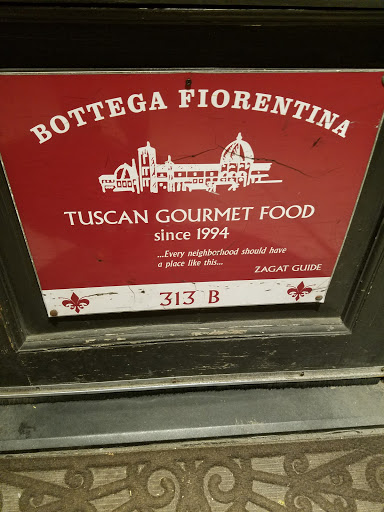 BOTTEGA FIORENTINA
TUSCAN GOURMET FOOD
since 1994
...Every neighborhood should have
a place like this...
ZAGAT GUIDE
313 B